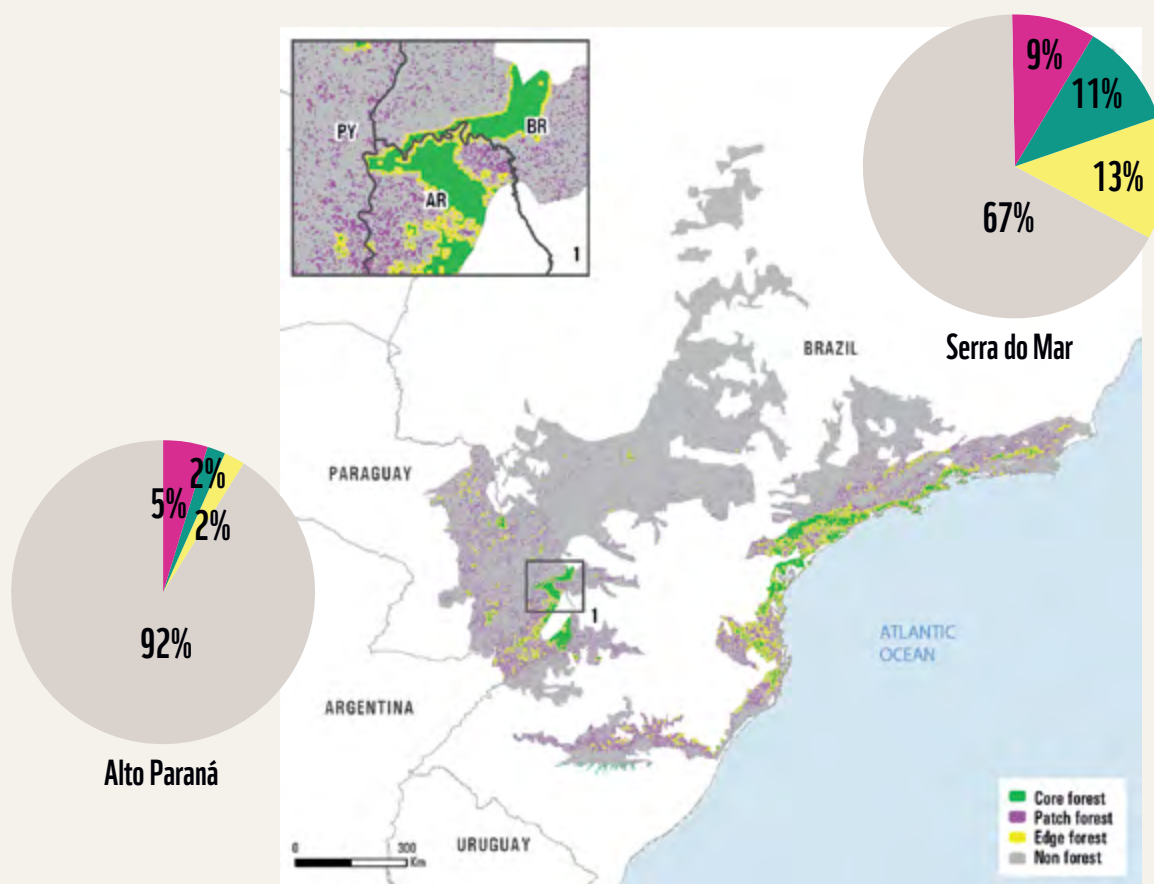 PY
BR
AR
1
9%
11%
13%
67%
Serra do Mar
BRAZIL
PARAGUAY
5%
2%
2%
92%
Alto Paraná
1
ATLANTIC
OCEAN
ARGENTINA
URUGUAY
0 300
Km
Core forest
Patch forest
Edge forest
Non forest